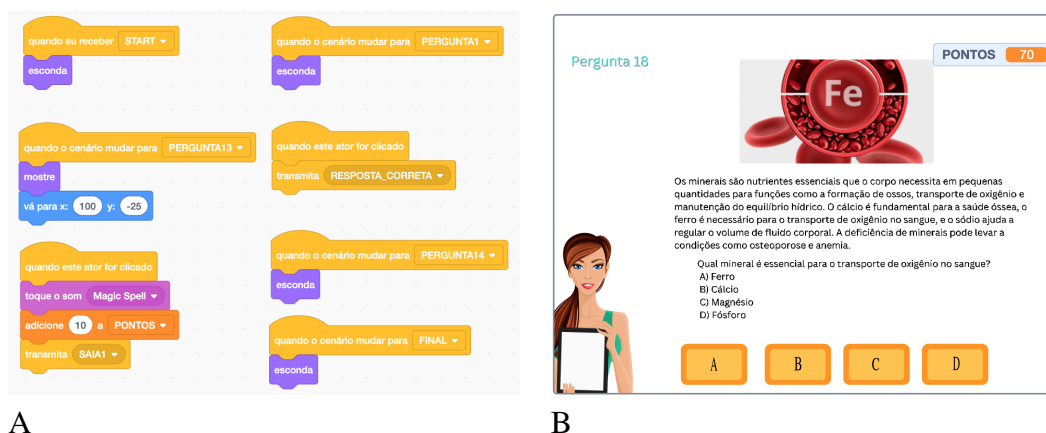 quando eu receber START
esconda
quando o cenário mudar para PERGUNTA1
esconda
quando o cenário mudar para PERGUNTA13
mostre
vá para x: 100 y: -25
quando este ator for clicado
transmita RESPOSTA_CORRETA
quando este ator for clicado
toque o som Magic Spell
adicione 10 a PONTOS
transmita SAIA1
quando o cenário mudar para PERGUNTA14
esconda
quando o cenário mudar para FINAL
esconda
A
Pergunta 18
PONTOS 70
Fe
Os minerais são nutrientes essenciais que o corpo necessita em pequenas
quantidades para funções como a formação de ossos, transporte de oxigênio e
manutenção do equilíbrio hídrico. O cálcio é fundamental para a saúde óssea, o
ferro é necessário para o transporte de oxigênio no sangue, e o sódio ajuda a
regular o volume de fluido corporal. A deficiência de minerais pode levar a
condições como osteoporose e anemia.
Qual mineral é essencial para o transporte de oxigênio no sangue?
A) Ferro
B) Cálcio
C) Magnésio
D) Fósforo
A B C D
B